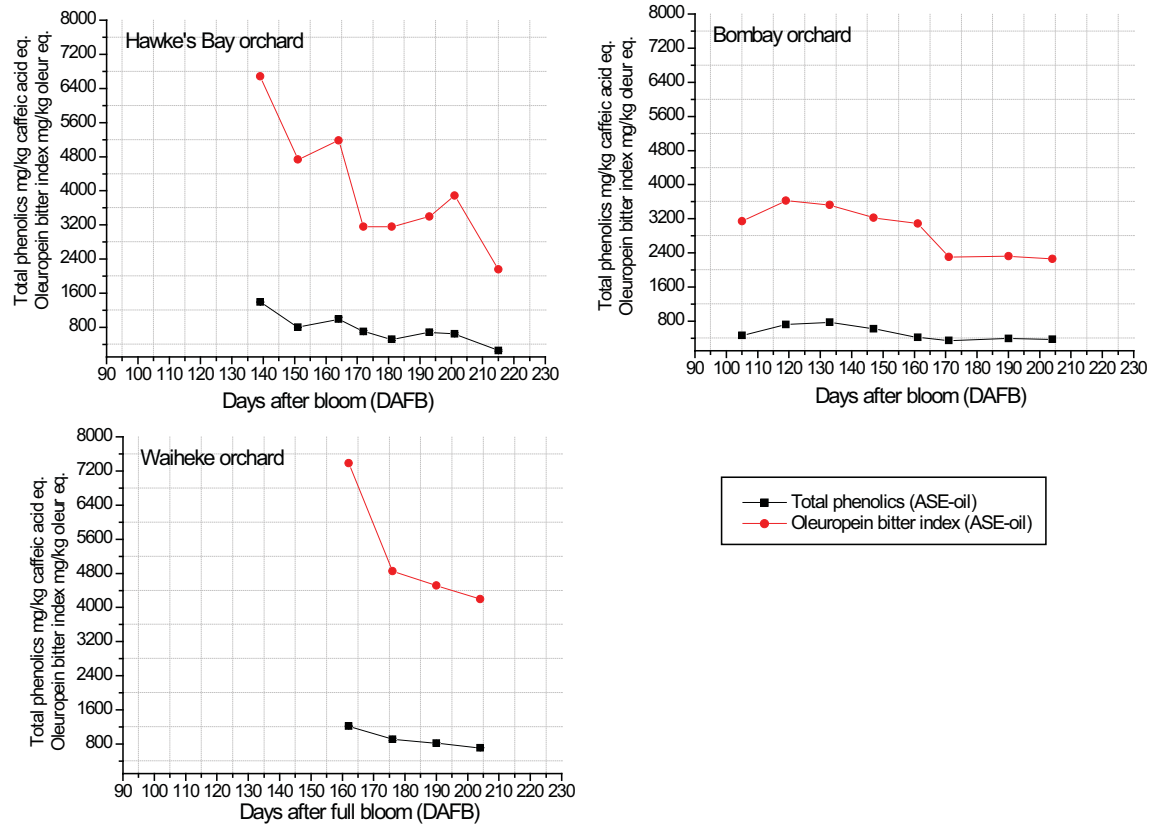 Hawke's Bay orchard
Total phenolics mg/kg caffeic acid eq.
Oleuropein bitter index mg/kg oleur eq.
8000
7200
6400
5600
4800
4000
3200
2400
1600
800
90 100 110 120 130 140 150 160 170 180 190 200 210 220 230
Days after bloom (DAFB)
Bombay orchard
Total phenolics mg/kg caffeic acid eq.
Oleuropein bitter index mg/kg oleur eq.
8000
7200
6400
5600
4800
4000
3200
2400
1600
800
90 100 110 120 130 140 150 160 170 180 190 200 210 220 230
Days after bloom (DAFB)
Waiheke orchard
Total phenolics mg/kg caffeic acid eq.
Oleuropein bitter index mg/kg oleur eq.
8000
7200
6400
5600
4800
4000
3200
2400
1600
800
90 100 110 120 130 140 150 160 170 180 190 200 210 220 230
Days after full bloom (DAFB)
Total phenolics (ASE-oil)
Oleuropein bitter index (ASE-oil)